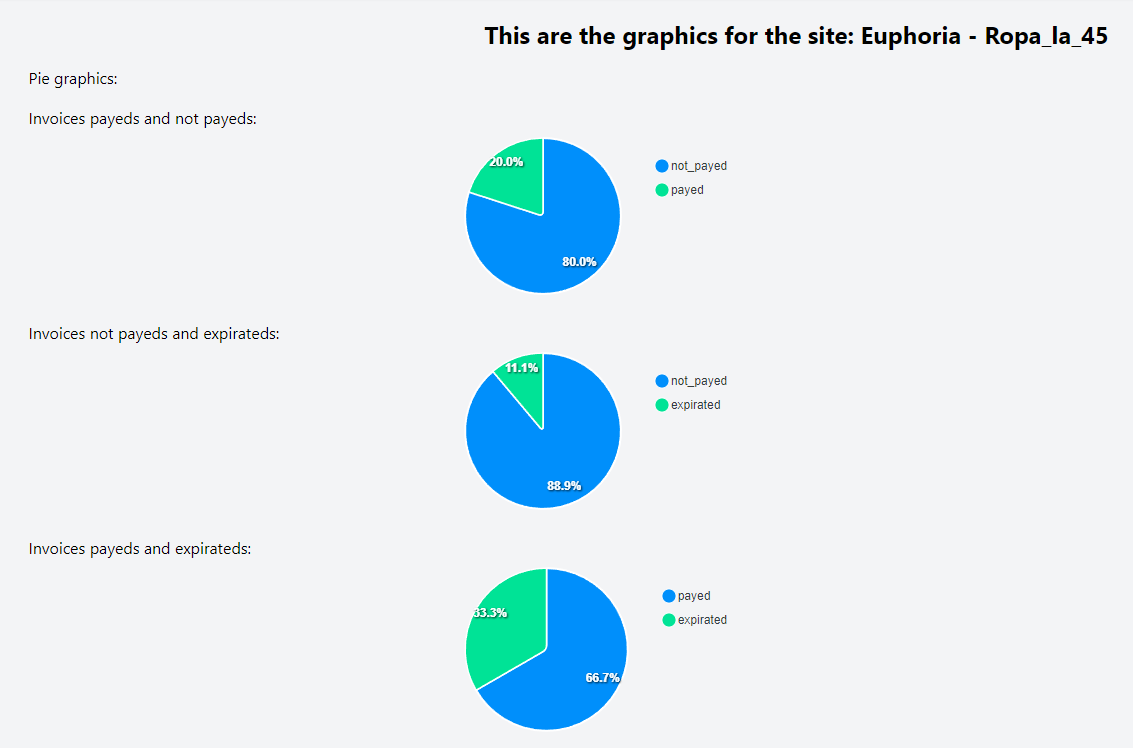 This are the graphics for the site: Euphoria - Ropa_la_45
Pie graphics:
Invoices payeds and not payeds:
20.0%
80.0%
not_payed
payed
Invoices not payeds and expirateds:
11.1%
88.9%
not_payed
expirated
Invoices payeds and expirateds:
33.3%
66.7%
payed
expirated